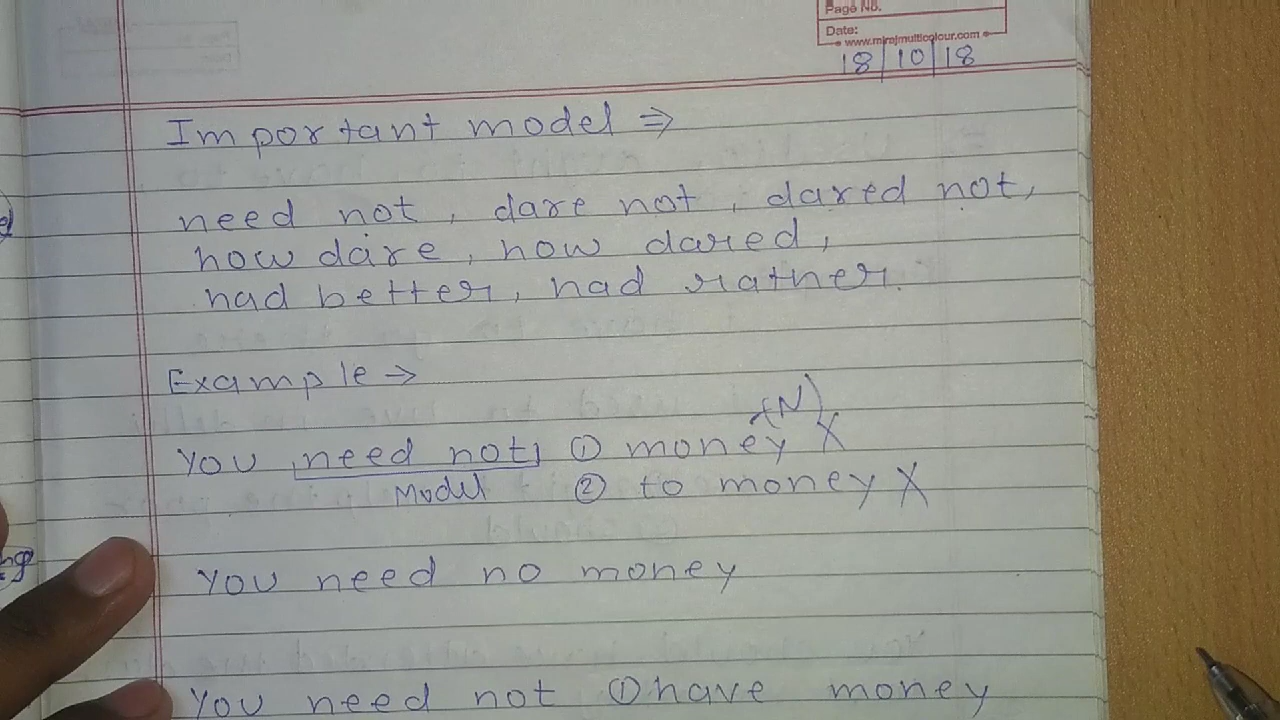 Page No.
Date:
www.mirajmulticolour.com
18/10/18
Important model ⇒
need not, dare not, dared not,
how dare, how dared,
had better, had rather.
Example →
(N)
You need not ① money X
Model ② to money X
You need no money
You need not ① have money